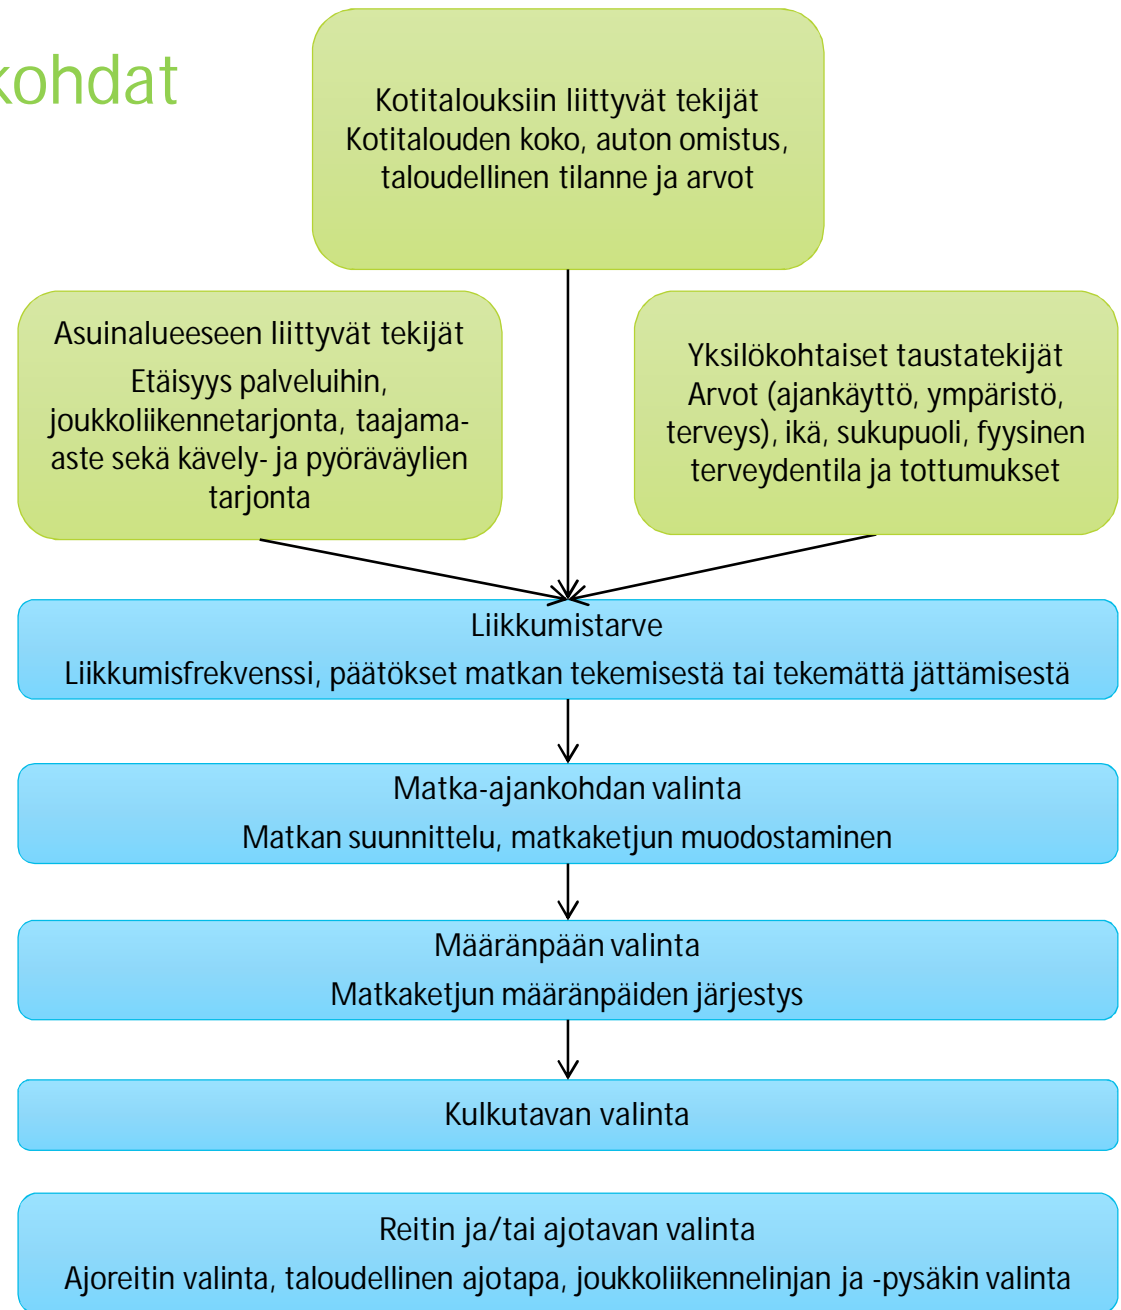 kohdat
Kotitalouksiin liittyvät tekijät
Kotitalouden koko, auton omistus,
taloudellinen tilanne ja arvot
Asuinalueeseen liittyvät tekijät
Etäisyys palveluihin,
joukkoliikennetarjonta, taajama-
aste sekä kävely- ja pyöräväylien
tarjonta
Yksilökohtaiset taustatekijät
Arvot (ajankäyttö, ympäristö,
terveys), ikä, sukupuoli, fyysinen
terveydentila ja tottumukset
Liikkumistarve
Liikkumisfrekvenssi, päätökset matkan tekemisestä tai tekemättä jättämisestä
Matka-ajankohdan valinta
Matkan suunnittelu, matkaketjun muodostaminen
Määränpään valinta
Matkaketjun määränpäiden järjestys
Kulkutavan valinta
Reitin ja/tai ajotavan valinta
Ajoreitin valinta, taloudellinen ajotapa, joukkoliikennelinjan ja -pysäkin valinta